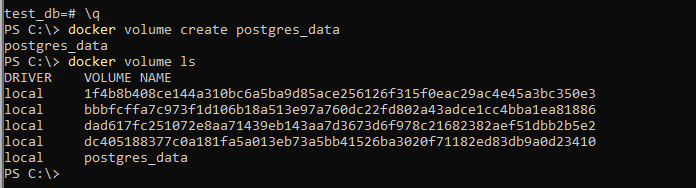 test_db=# \q
PS C:\> docker volume create postgres_data
postgres_data
PS C:\> docker volume ls
DRIVER    VOLUME NAME
local     1f4b8b408ce144a310bc6a5ba9d85ace256126f315f0eac29ac4e45a3bc350e3
local     bbbfcffa7c973f1d106b18a513e97a760dc22fd802a43adce1cc4bba1ea81886
local     dad617fc251072e8aa71439eb143aa7d3673d6f978c21682382aef51dbb2b5e2
local     dc405188377c0a181fa5a013eb73a5bb41526ba3020f71182ed83db9a0d23410
local     postgres_data
PS C:\>